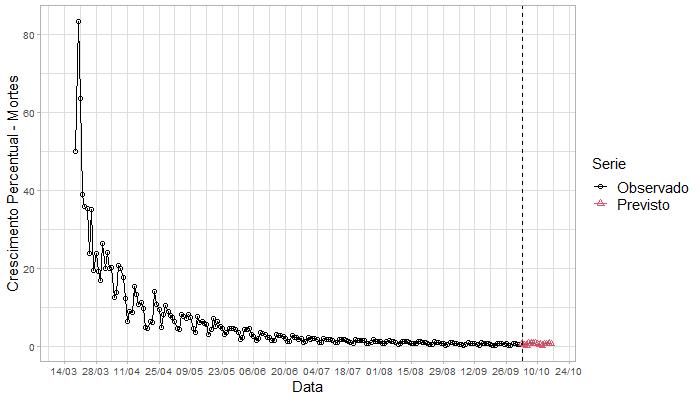 Crescimento Percentual - Mortes
80
60
40
20
0
14/03 28/03 11/04 25/04 09/05 23/05 06/06 20/06 04/07 18/07 01/08 15/08 29/08 12/09 26/09 10/10 24/10
Data
Serie
Observado
Previsto